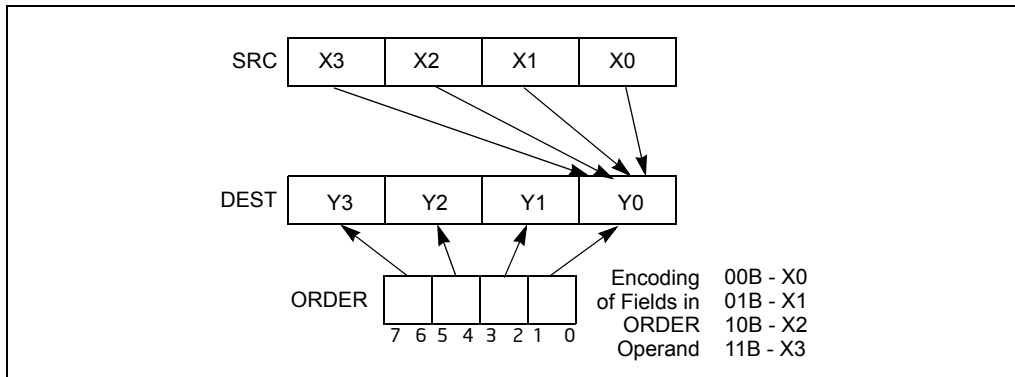 SRC X3 X2 X1 X0
DEST Y3 Y2 Y1 Y0
ORDER
7 6 5 4 3 2 1 0
Encoding 00B - X0
of Fields in 01B - X1
ORDER 10B - X2
Operand 11B - X3